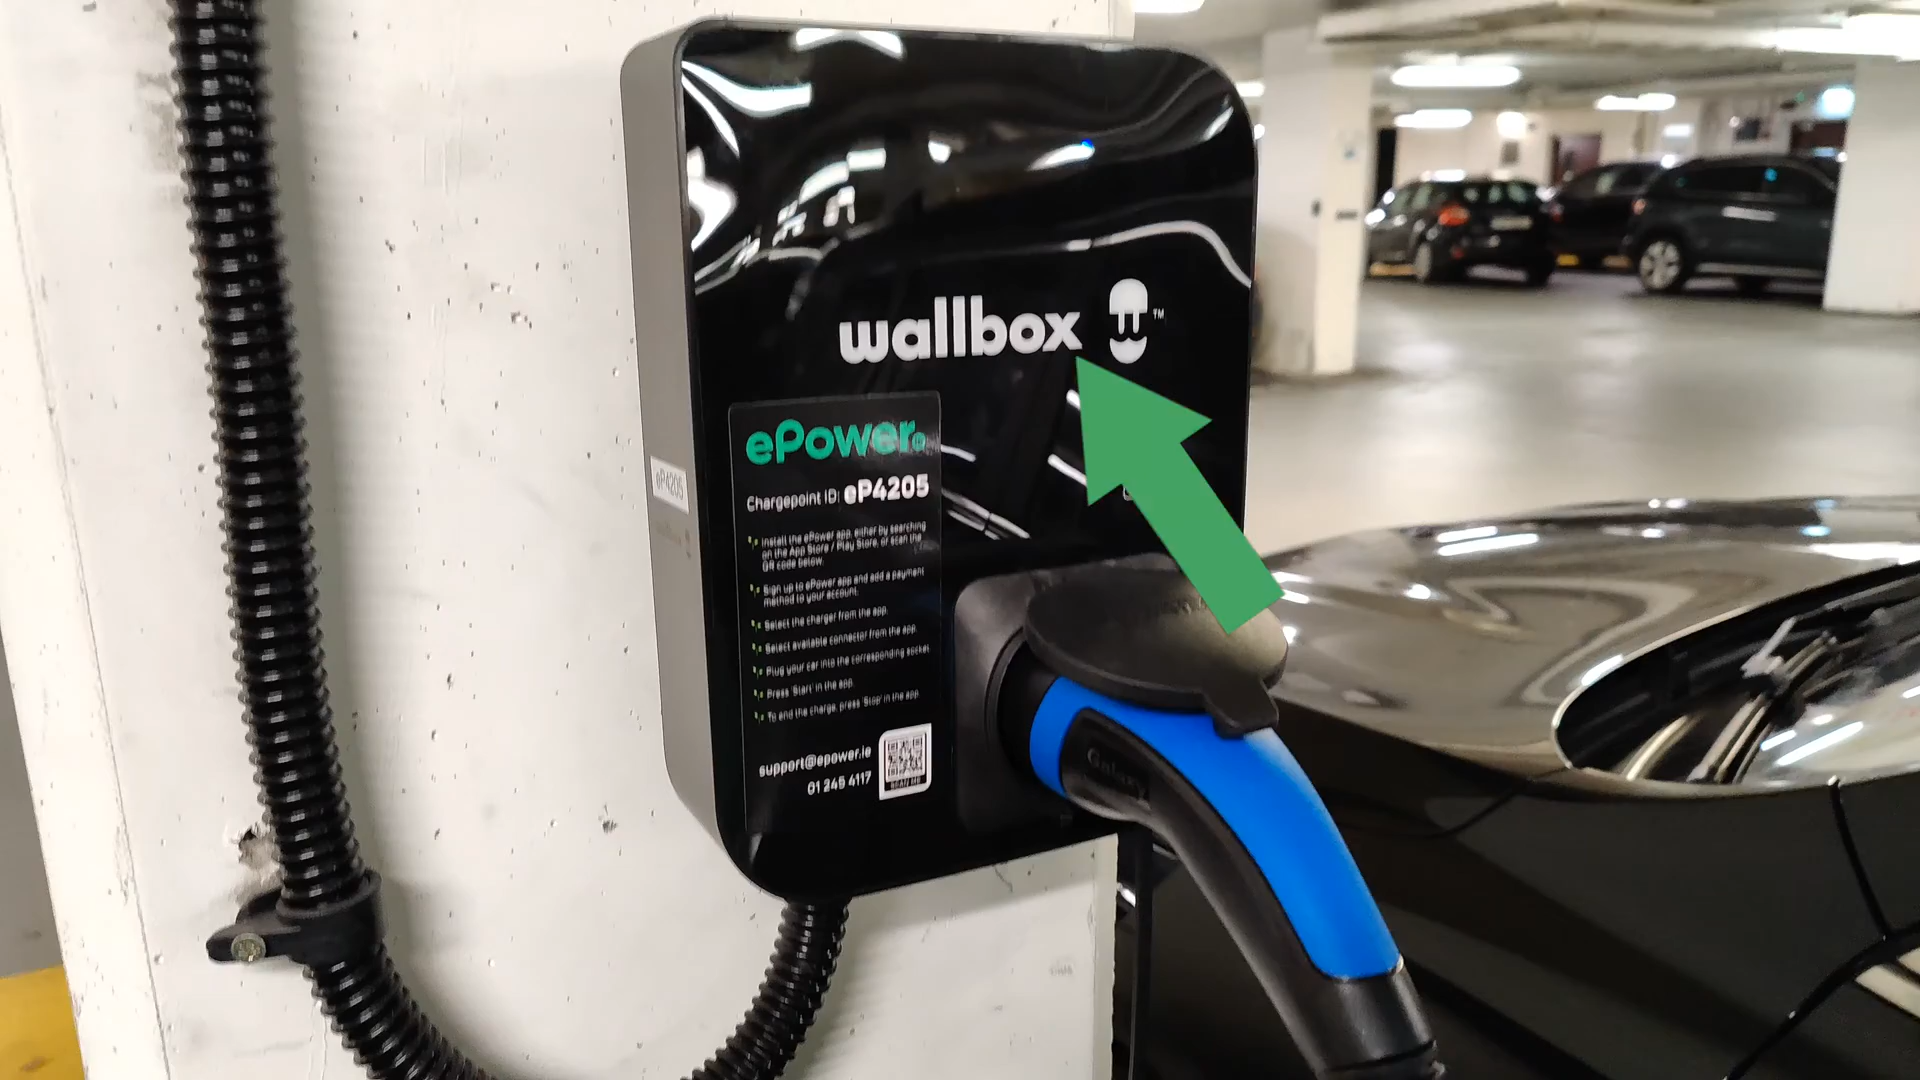 wallbox
TM
ePower
Chargepoint ID: eP4205
Install the ePower app, either by searching
on the App Store / Play Store, or scan the
QR code below.
Sign up to ePower app and add a payment
method to your account.
Select the charger from the app.
Select available connector from the app.
Plug your car into the corresponding socket
Press 'Start' in the app.
To end the charge, press 'Stop' in the app
support@epower.ie
01 245 4117
SCAN ME
eP4205